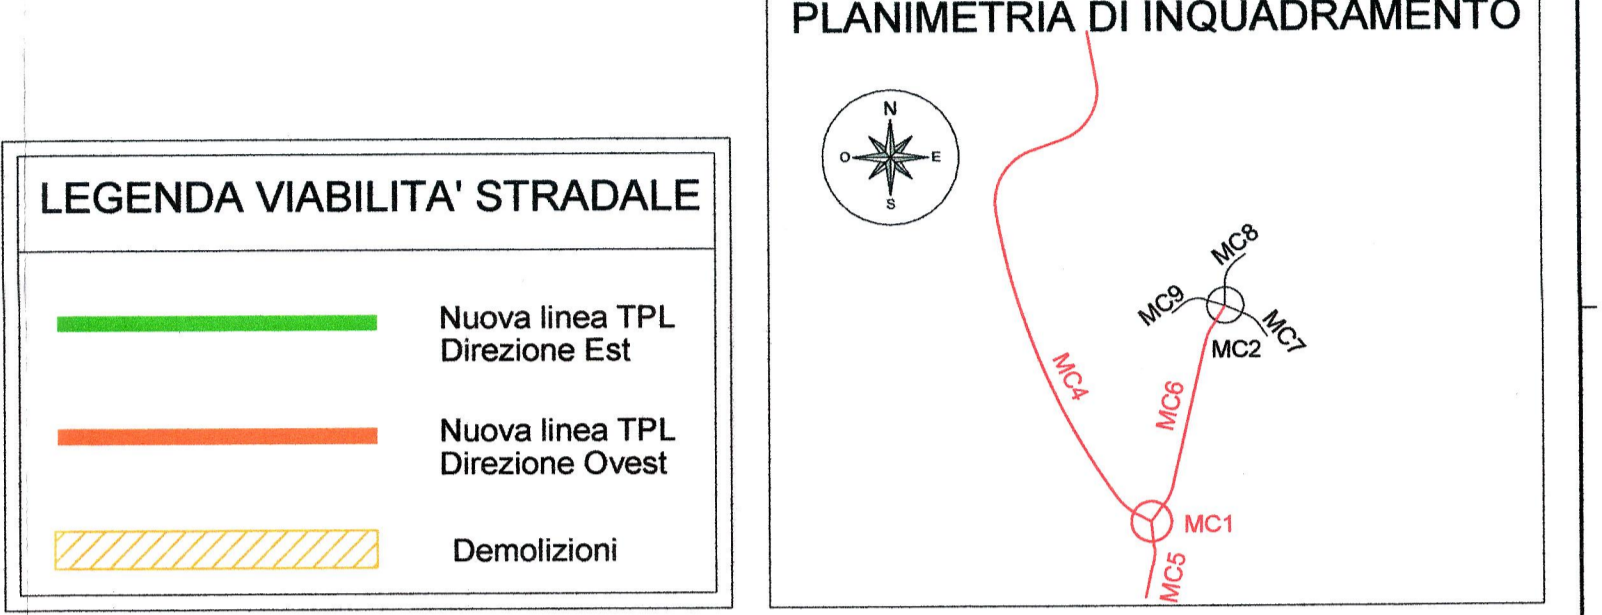 LEGENDA VIABILITA' STRADALE
Nuova linea TPL
Direzione Est
Nuova linea TPL
Direzione Ovest
Demolizioni
PLANIMETRIA DI INQUADRAMENTO
N
O
E
S
MC8
MC9
MC7
MC2
MC4
MC6
MC1
MC5